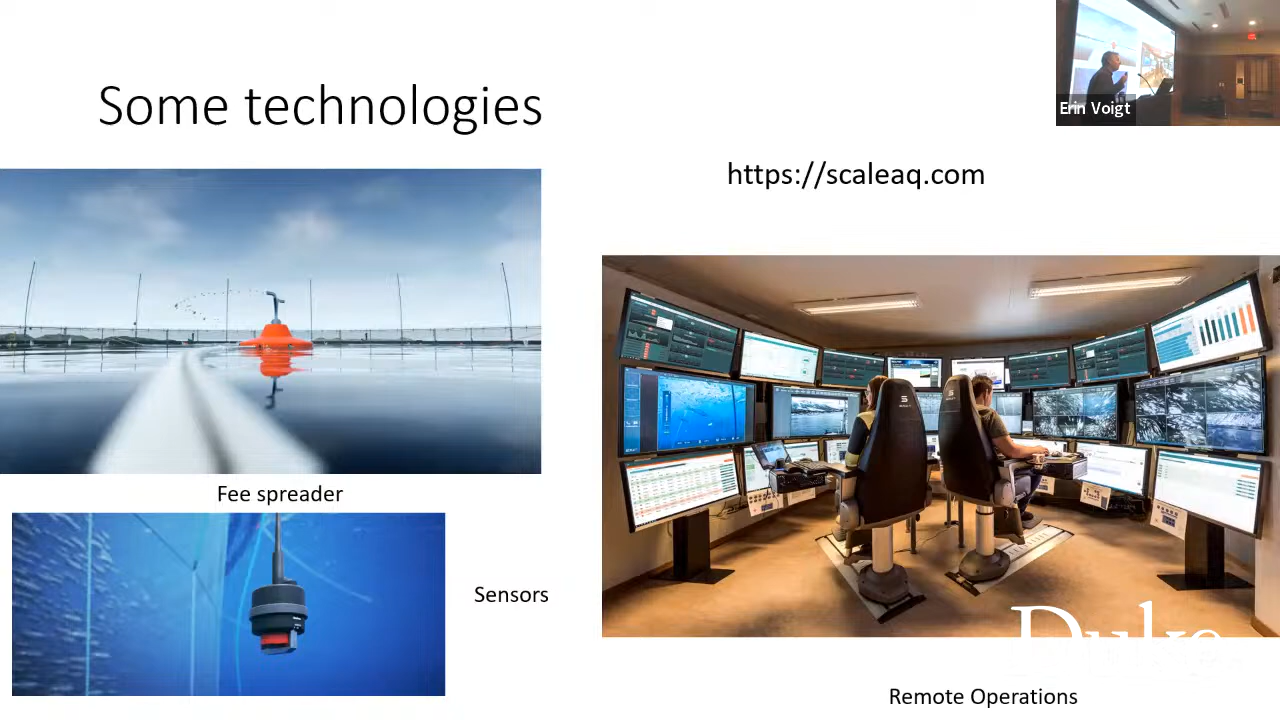 Some technologies
Erin Voigt
https://scaleaq.com
Fee spreader
Sensors
Duke
Remote Operations